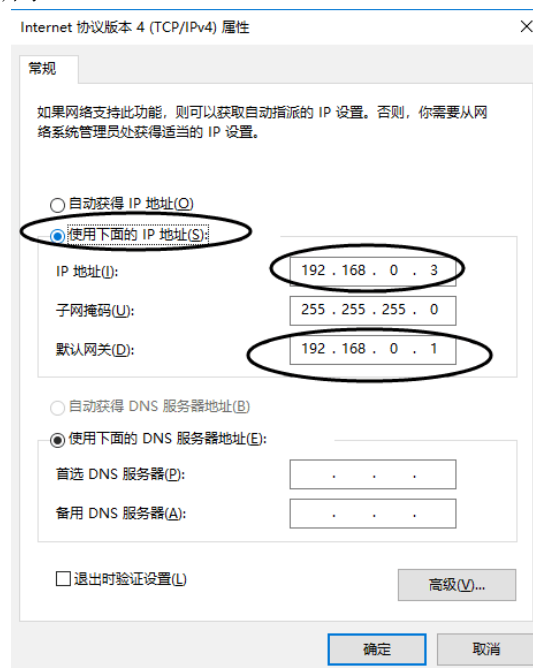 Internet 协议版本 4 (TCP/IPv4) 属性
常规
如果网络支持此功能，则可以获取自动指派的 IP 设置。否则，你需要从网
络系统管理员处获得适当的 IP 设置。
自动获得 IP 地址(O)
使用下面的 IP 地址(S):
IP 地址(I): 192 . 168 . 0 . 3
子网掩码(U): 255 . 255 . 255 . 0
默认网关(D): 192 . 168 . 0 . 1
自动获得 DNS 服务器地址(B)
使用下面的 DNS 服务器地址(E):
首选 DNS 服务器(P): . . .
备用 DNS 服务器(A): . . .
退出时验证设置(L)
高级(V)...
确定 取消